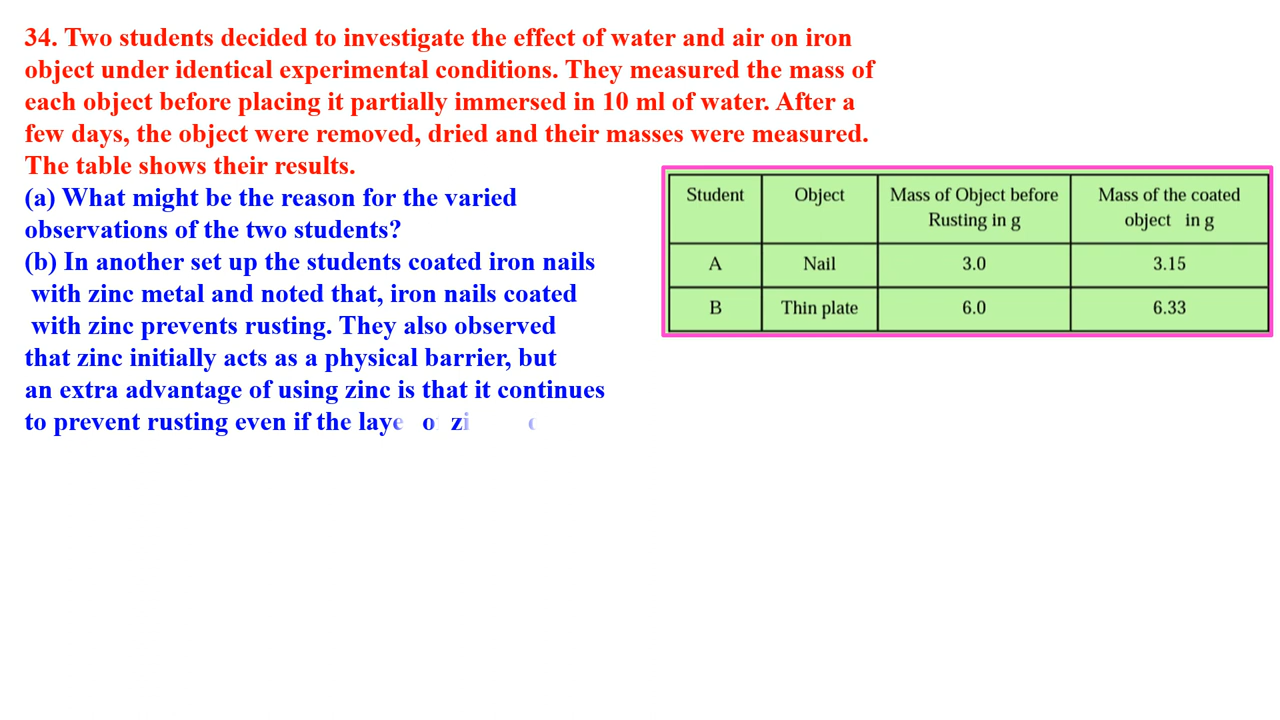 34. Two students decided to investigate the effect of water and air on iron
object under identical experimental conditions. They measured the mass of
each object before placing it partially immersed in 10 ml of water. After a
few days, the object were removed, dried and their masses were measured.
The table shows their results.
(a) What might be the reason for the varied
observations of the two students?
(b) In another set up the students coated iron nails
with zinc metal and noted that, iron nails coated
with zinc prevents rusting. They also observed
that zinc initially acts as a physical barrier, but
an extra advantage of using zinc is that it continues
to prevent rusting even if the
Student Object Mass of Object before Rusting in g Mass of the coated object in g
A Nail 3.0 3.15
B Thin plate 6.0 6.33